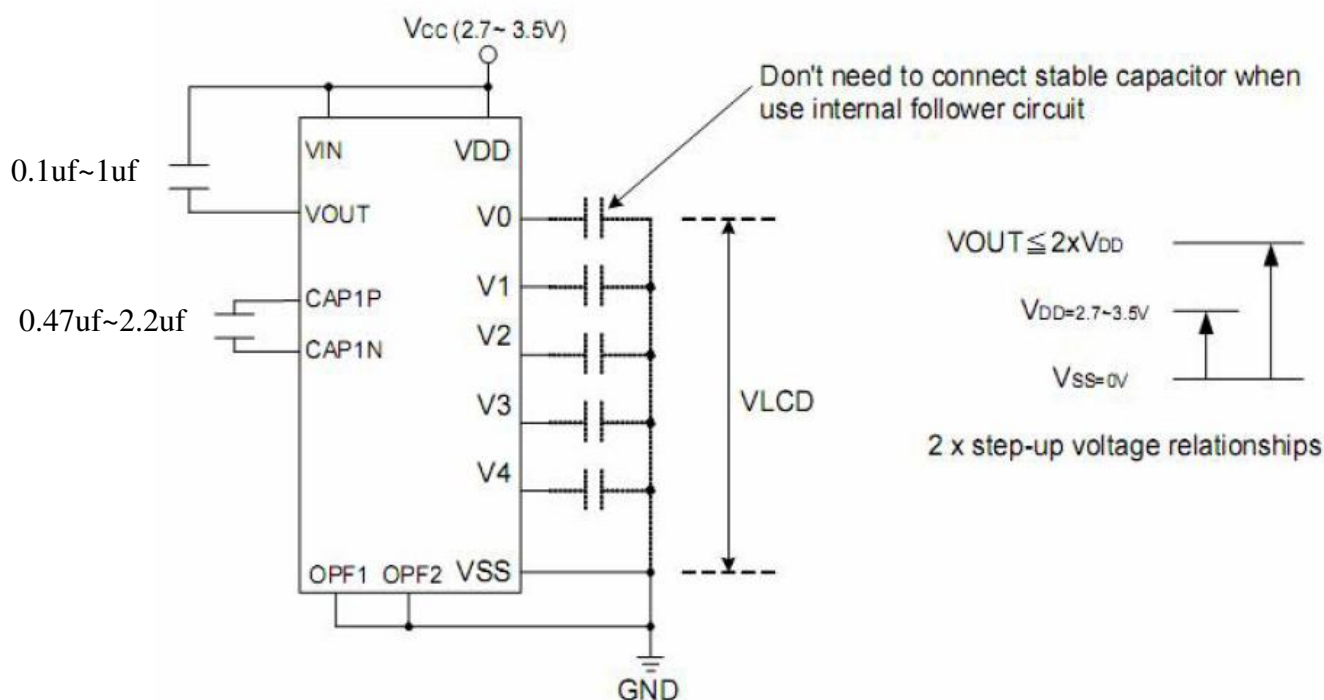 Vcc (2.7~ 3.5V)
Don't need to connect stable capacitor when
use internal follower circuit
VIN
VDD
0.1uf~1uf
VOUT
V0
VOUT≦2xVDD
CAP1P
V1
VDD=2.7~3.5V
0.47uf~2.2uf
CAP1N
V2
VSS=0V
V3
VLCD
2 x step-up voltage relationships
V4
OPF1
OPF2
VSS
GND